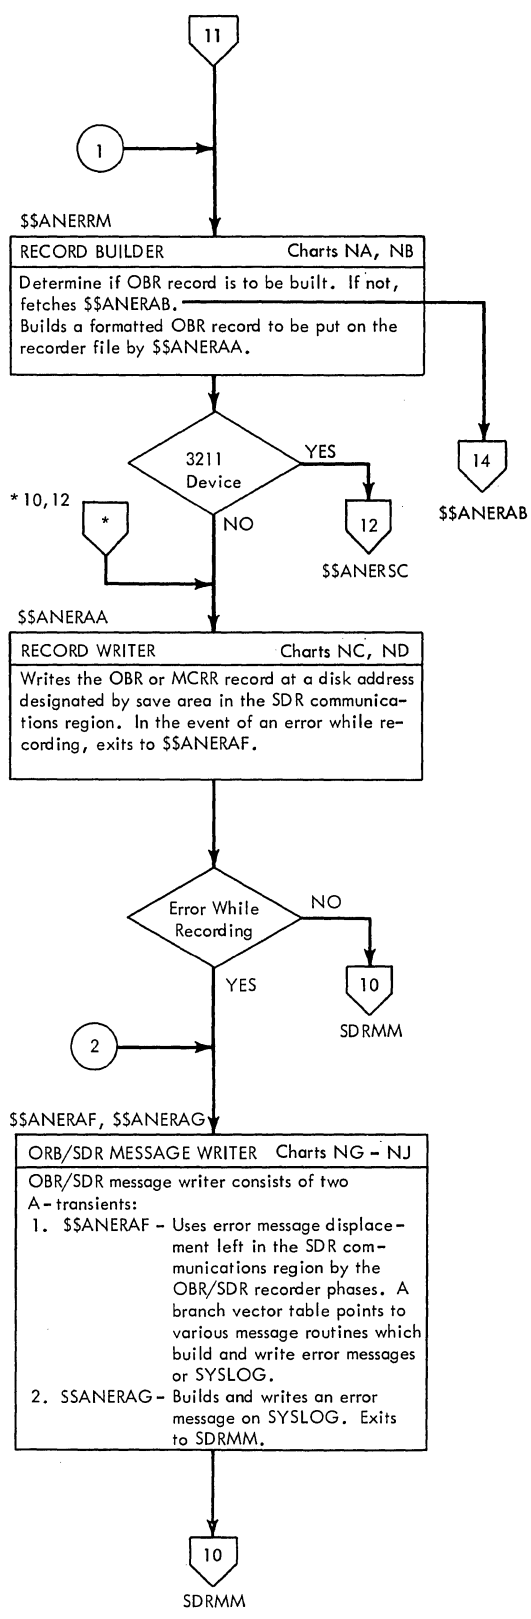 11
1
$$ANERRM
RECORD BUILDER Charts NA, NB
Determine if OBR record is to be built. If not,
fetches $$ANERAB.
Builds a formatted OBR record to be put on the
recorder file by $$ANERAA.
3211
Device
YES
14
$$ANERAB
* 10, 12
*
NO
12
$$ANERSC
$$ANERAA
RECORD WRITER Charts NC, ND
Writes the OBR or MCRR record at a disk address
designated by save area in the SDR communica-
tions region. In the event of an error while re-
cording, exits to $$ANERAF.
Error While
Recording
NO
10
SDRMM
YES
2
$$ANERAF, $$ANERAG
ORB/SDR MESSAGE WRITER Charts NG - NJ
OBR/SDR message writer consists of two
A-transients:
1. $$ANERAF - Uses error message displace-
ment left in the SDR com-
munications region by the
OBR/SDR recorder phases. A
branch vector table points to
various message routines which
build and write error messages
or SYSLOG.
2. SSANERAG - Builds and writes an error
message on SYSLOG. Exits
to SDRMM.
10
SDRMM